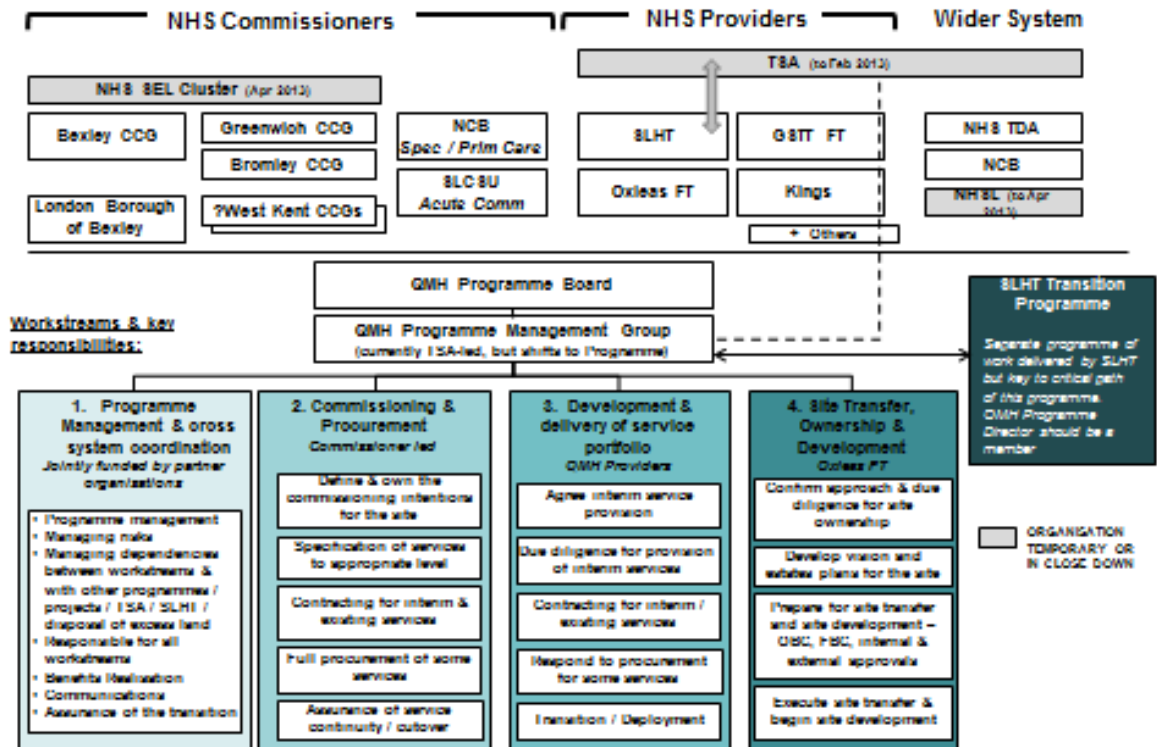 NHS Commissioners
NHS Providers
Wider System
TSA (to Feb 2013)
NHS SEL Cluster (Apr 2013)
Bexley CCG
Greenwich CCG
Bromley CCG
NCB
Spec / Prim Care
SLHT
GSTT FT
NHS TDA
NCB
London Borough
of Bexley
?West Kent CCGs
SLCSU
Acute Comm
Oxleas FT
Kings
NHSL (to Apr
2013)
+ Others
QMH Programme Board
QMH Programme Management Group
(currently TSA-led, but shifts to Programme)
Workstreams & key
responsibilities:
SLHT Transition
Programme
Separate programme of
work delivered by SLHT
but key to critical path
of this programme.
QMH Programme
Director should be a
member
1. Programme
Management & cross
system coordination
Jointly funded by partner
organisations
• Programme management
• Managing risks
• Managing dependencies
between workstreams &
with other programmes /
projects / TSA / SLHT /
disposal of excess land
• Responsible for all
workstreams
• Benefits Realisation
• Communications
• Assurance of the transition
2. Commissioning &
Procurement
Commissioner led
Define & own the
commissioning intentions
for the site
Specification of services
to appropriate level
Contracting for interim &
existing services
Full procurement of some
services
Assurance of service
continuity / cutover
3. Development &
delivery of service
portfolio
QMH Providers
Agree interim service
provision
Due diligence for provision
of interim services
Contracting for interim /
existing services
Respond to procurement
for some services
Transition / Deployment
4. Site Transfer,
Ownership &
Development
Oxleas FT
Confirm approach & due
diligence for site
ownership
Develop vision and
estates plans for the site
Prepare for site transfer
and site development –
OBC, FBC, internal &
external approvals
Execute site transfer &
begin site development
ORGANISATION
TEMPORARY OR
IN CLOSE DOWN